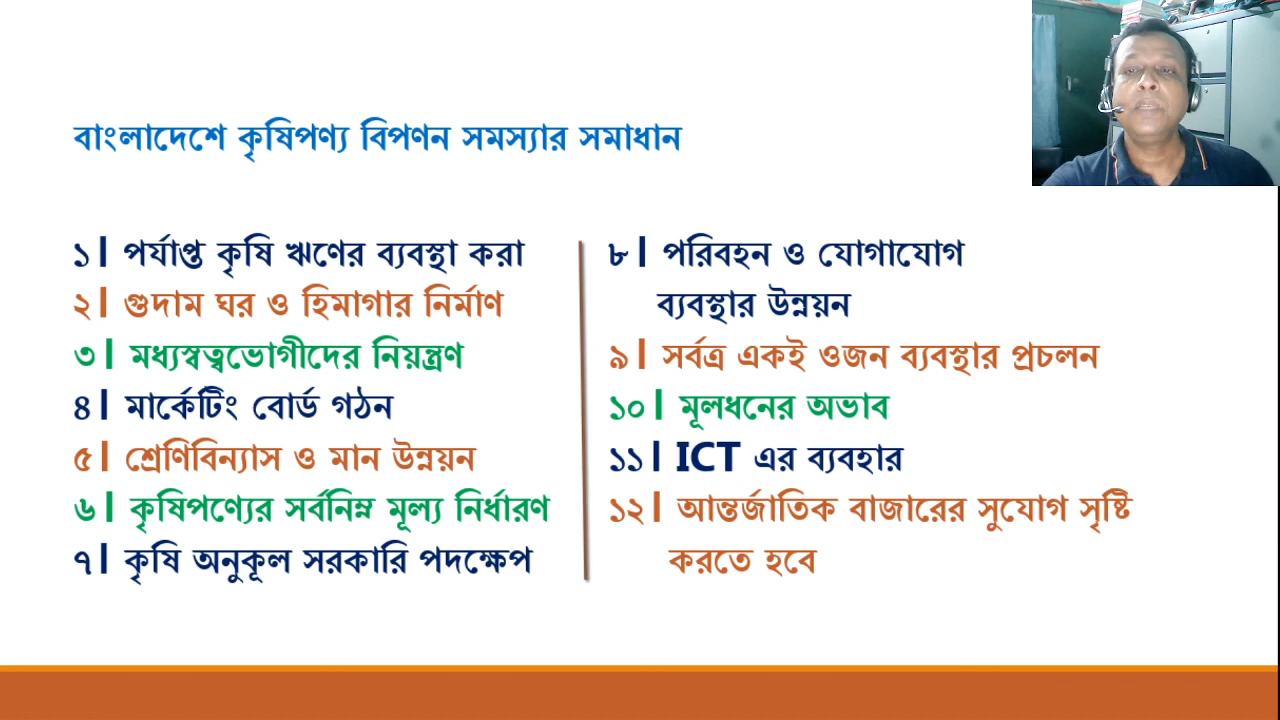 বাংলাদেশে কৃষিপণ্য বিপণন সমস্যার সমাধান
১। পর্যাপ্ত কৃষি ঋণের ব্যবস্থা করা
২। গুদাম ঘর ও হিমাগার নির্মাণ
৩। মধ্যস্বত্বভোগীদের নিয়ন্ত্রণ
৪। মার্কেটিং বোর্ড গঠন
৫। শ্রেণিবিন্যাস ও মান উন্নয়ন
৬। কৃষিপণ্যের সর্বনিম্ন মূল্য নির্ধারণ
৭। কৃষি অনুকূল সরকারি পদক্ষেপ
৮। পরিবহন ও যোগাযোগ
ব্যবস্থার উন্নয়ন
৯। সর্বত্র একই ওজন ব্যবস্থার প্রচলন
১০। মূলধনের অভাব
১১। ICT এর ব্যবহার
১২। আন্তর্জাতিক বাজারের সুযোগ সৃষ্টি
করতে হবে